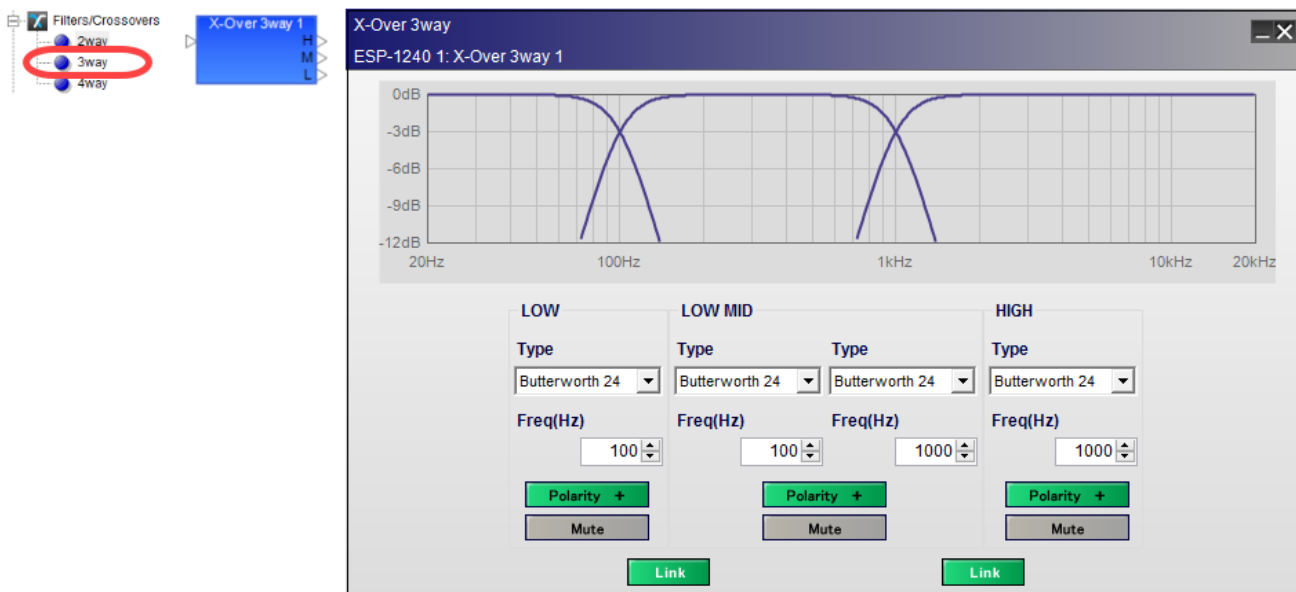 Filters/Crossovers
2way
3way
4way
X-Over 3way 1
H
M
L
X-Over 3way
ESP-1240 1: X-Over 3way 1
0dB
-3dB
-6dB
-9dB
-12dB
20Hz 100Hz 1kHz 10kHz 20kHz
LOW LOW MID HIGH
Type Type Type Type
Butterworth 24 Butterworth 24 Butterworth 24 Butterworth 24
Freq(Hz) Freq(Hz) Freq(Hz) Freq(Hz)
100 100 1000 1000
Polarity + Polarity + Polarity +
Mute Mute Mute
Link Link